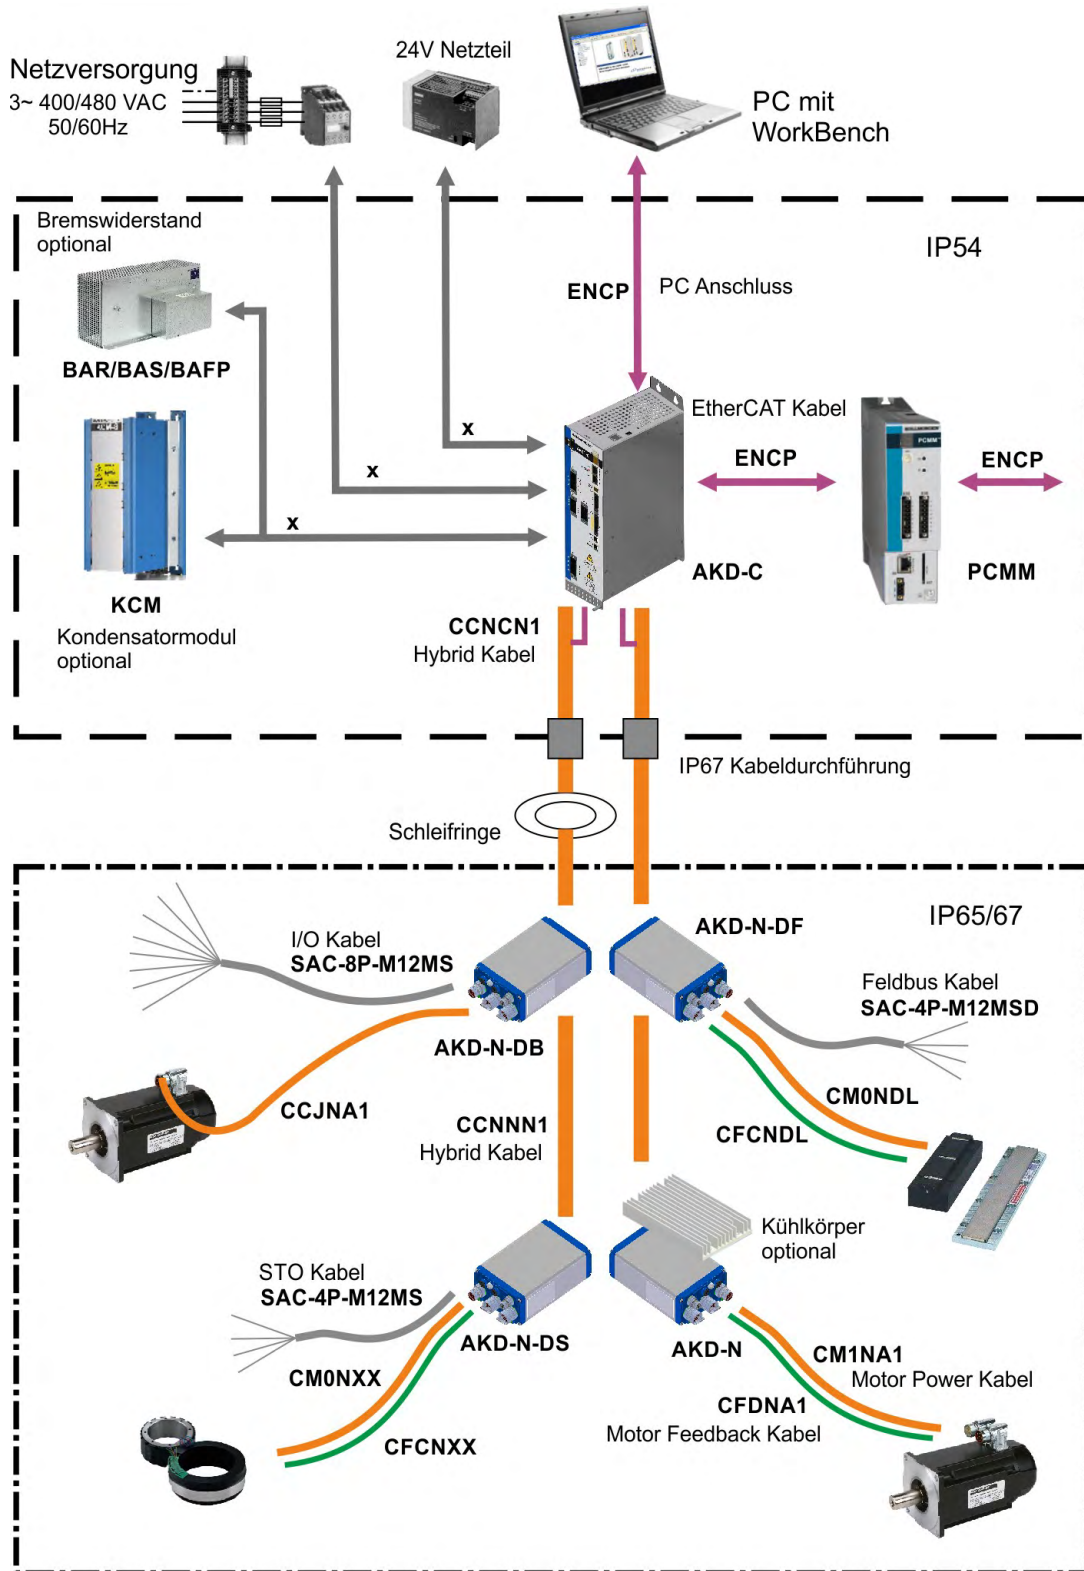 24V Netzteil
Netzversorgung
3~ 400/480 VAC
50/60Hz
PC mit
WorkBench
Bremswiderstand
optional
IP54
ENCP
PC Anschluss
BAR/BAS/BAFP
EtherCAT Kabel
PCMM
x
ENCP
ENCP
x
x
AKD-C
PCMM
KCM
Kondensatormodul
optional
CCNCN1
Hybrid Kabel
IP67 Kabeldurchführung
Schleifringe
IP65/67
AKD-N-DF
I/O Kabel
SAC-8P-M12MS
Feldbus Kabel
SAC-4P-M12MSD
AKD-N-DB
CM0NDL
CCJNA1
CCNNN1
Hybrid Kabel
CFCNDL
Kühlkörper
optional
STO Kabel
SAC-4P-M12MS
AKD-N-DS
AKD-N
CM0NXX
CM1NA1
Motor Power Kabel
CFDNA1
Motor Feedback Kabel
CFCNXX